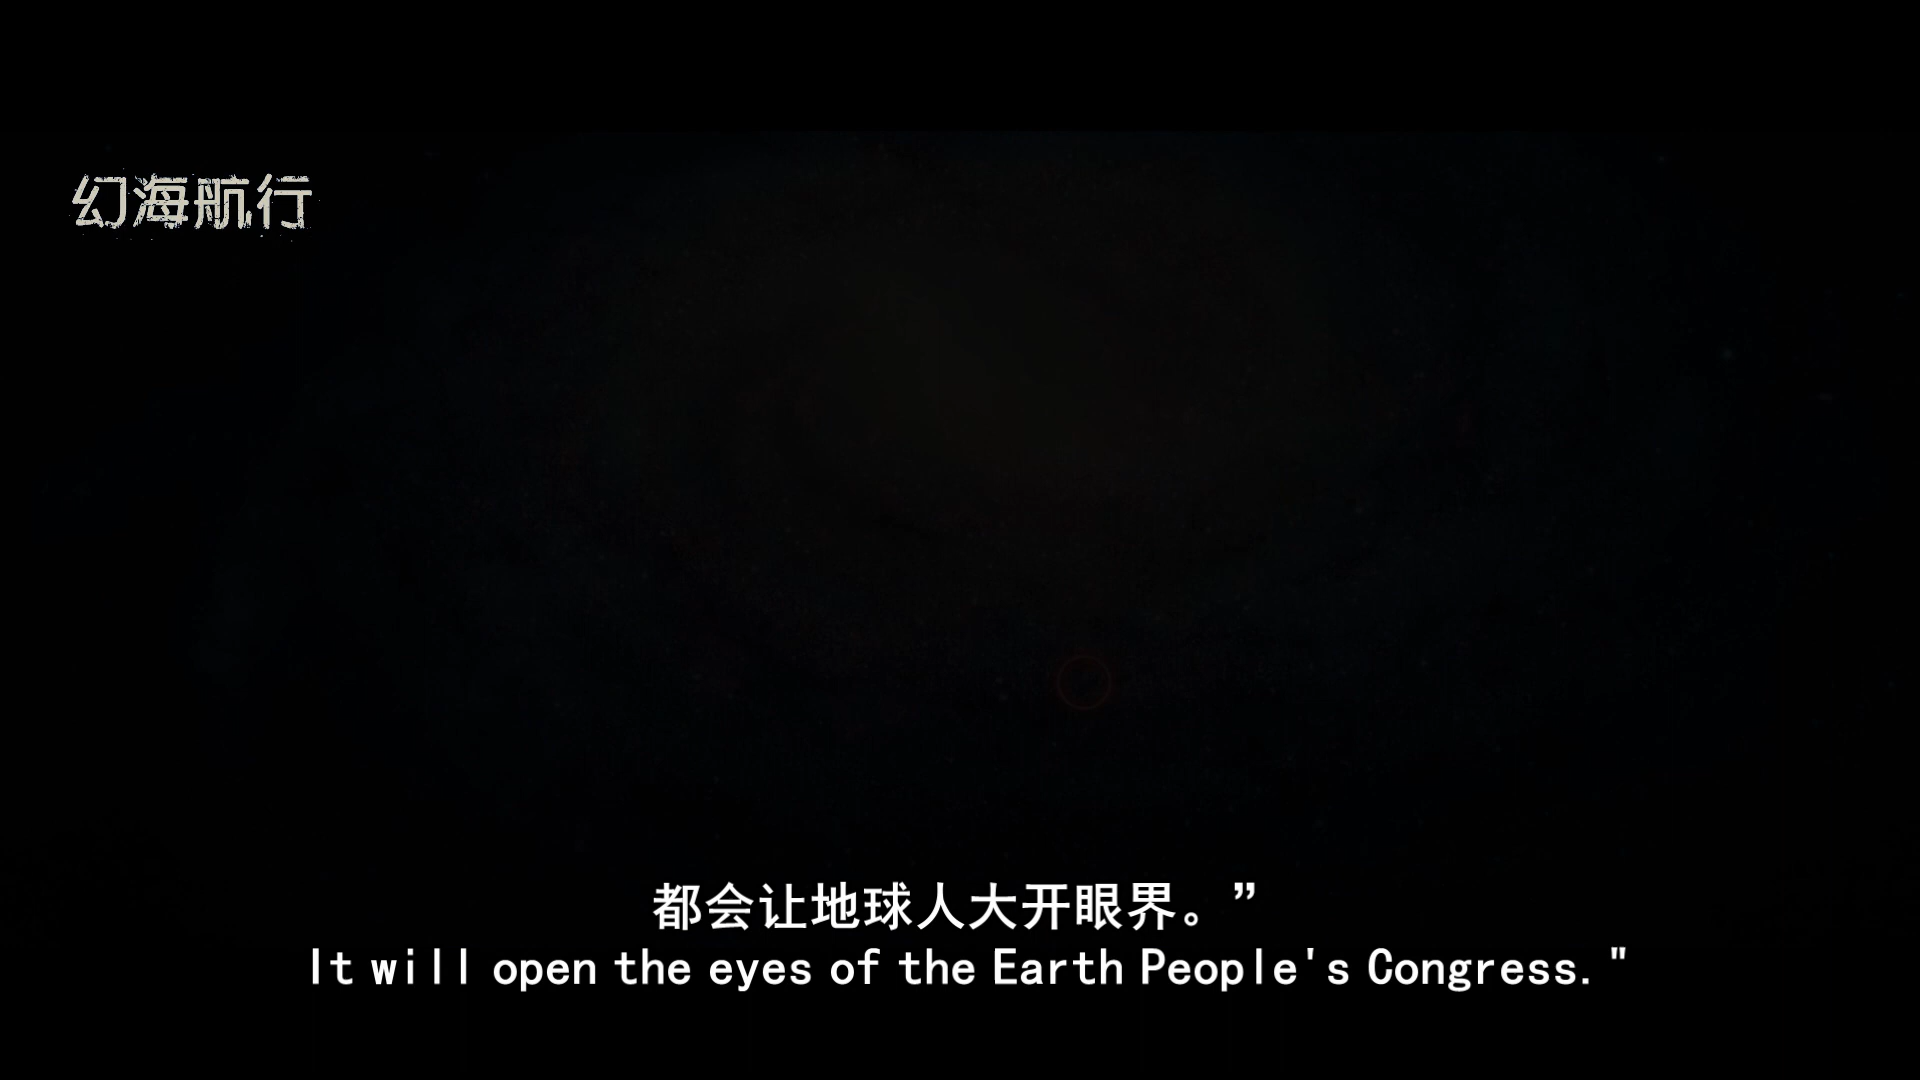 幻海航行
都会让地球人大开眼界。”
It will open the eyes of the Earth People's Congress."